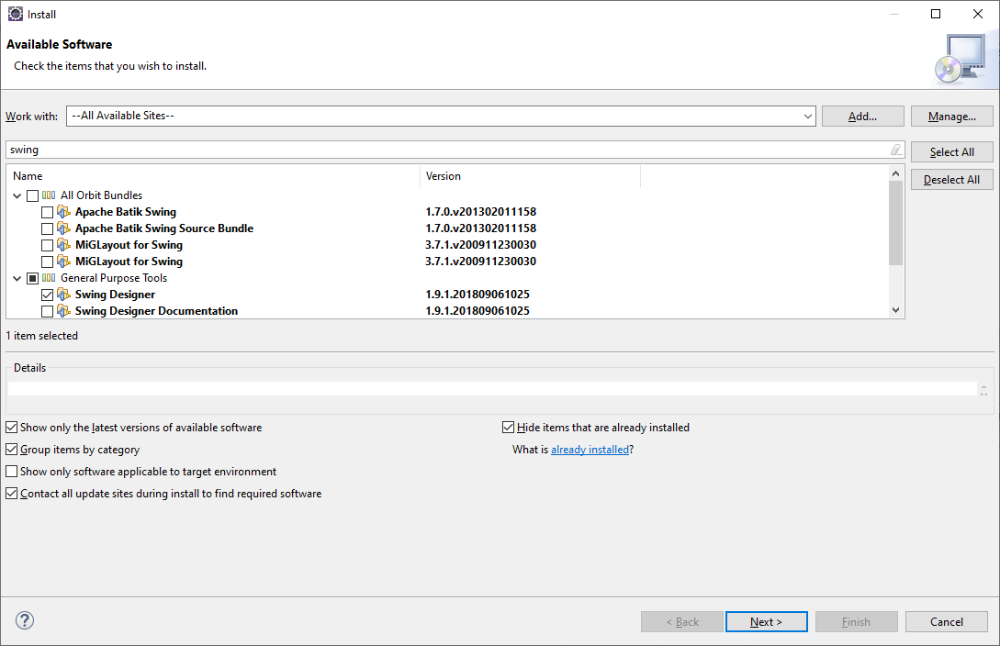 Install
Available Software
Check the items that you wish to install.
Work with: --All Available Sites-- Add... Manage...
swing Select All
Name Version Deselect All
All Orbit Bundles
Apache Batik Swing 1.7.0.v201302011158
Apache Batik Swing Source Bundle 1.7.0.v201302011158
MiGLayout for Swing 3.7.1.v200911230030
MiGLayout for Swing 3.7.1.v200911230030
General Purpose Tools
Swing Designer 1.9.1.201809061025
Swing Designer Documentation 1.9.1.201809061025
1 item selected
Details
Show only the latest versions of available software Hide items that are already installed
Group items by category What is already installed?
Show only software applicable to target environment
Contact all update sites during install to find required software
? < Back Next > Finish Cancel